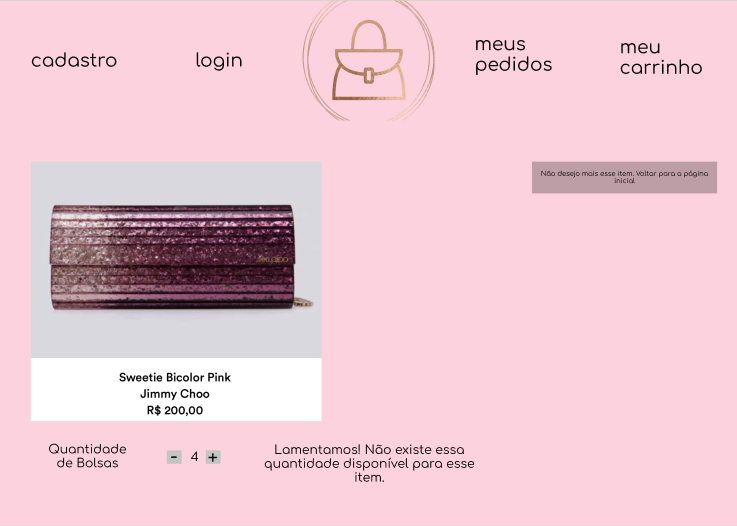 cadastro
login
meus
pedidos
meu
carrinho
Não desejo mais esse item. Voltar para a página
inicial
JIMMY CHOO
Sweetie Bicolor Pink
Jimmy Choo
R$ 200,00
Quantidade
de Bolsas
- 4 +
Lamentamos! Não existe essa
quantidade disponível para esse
item.